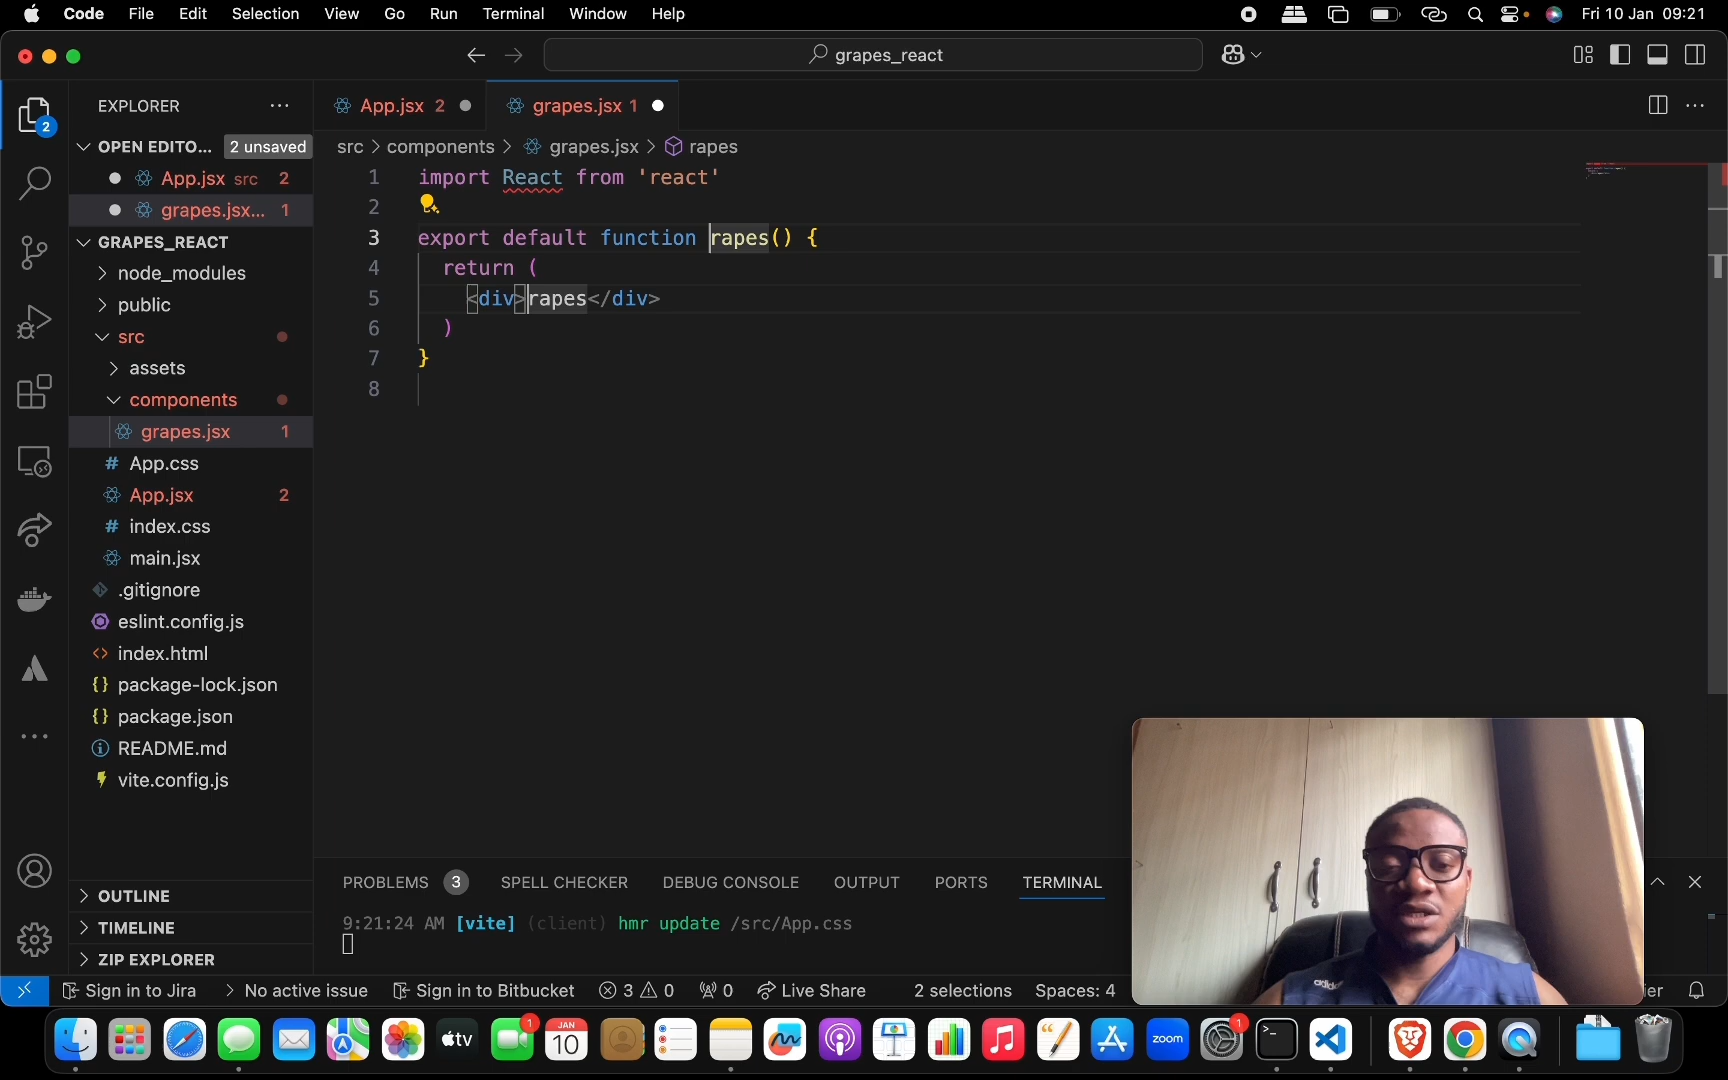 Code File Edit Selection View Go Run Terminal Window Help Fri 10 Jan 09:21
grapes_react
EXPLORER
App.jsx 2
grapes.jsx 1
OPEN EDITO... 2 unsaved
App.jsx src 2
grapes.jsx... 1
GRAPES_REACT
node_modules
public
src
assets
components
grapes.jsx 1
App.css
App.jsx 2
index.css
main.jsx
.gitignore
eslint.config.js
index.html
package-lock.json
package.json
README.md
vite.config.js
OUTLINE
TIMELINE
ZIP EXPLORER
2
src > components > grapes.jsx > rapes
1 import React from 'react'
2
3 export default function rapes() {
4 return (
5 <div>rapes</div>
6 )
7 }
8
PROBLEMS 3 SPELL CHECKER DEBUG CONSOLE OUTPUT PORTS TERMINAL
9:21:24 AM [vite] (client) hmr update /src/App.css
adidas
Sign in to Jira > No active issue Sign in to Bitbucket 3 0 0 Live Share 2 selections Spaces: 4 ier
tv 1 JAN 10 zoom 1 >_